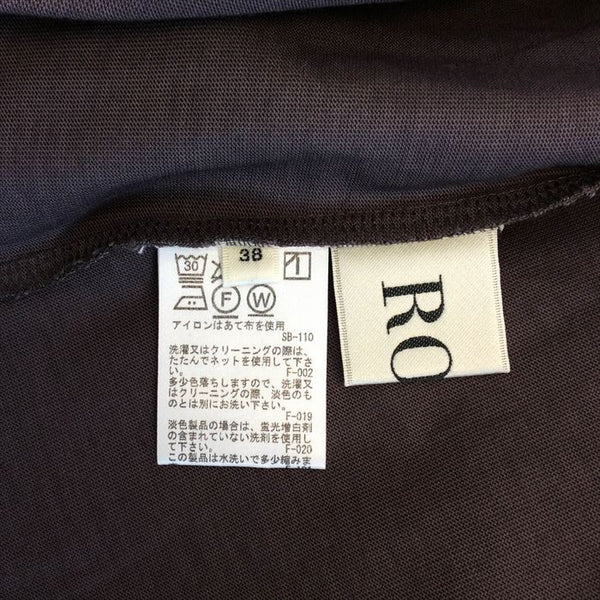 38
30
F
W
アイロンはあて布を使用
SB-110
洗濯又はクリーニングの際は、
たたんでネットを使用して下さ
い。 F-002
多少色落ちしますので、洗濯又
はクリーニングの際、淡色のも
のとは別にお洗い下さい。
F-019
淡色製品の場合は、蛍光増白剤
の含まれていない洗剤を使用し
て下さい。 F-020
この製品は水洗いで多少縮みま
RO